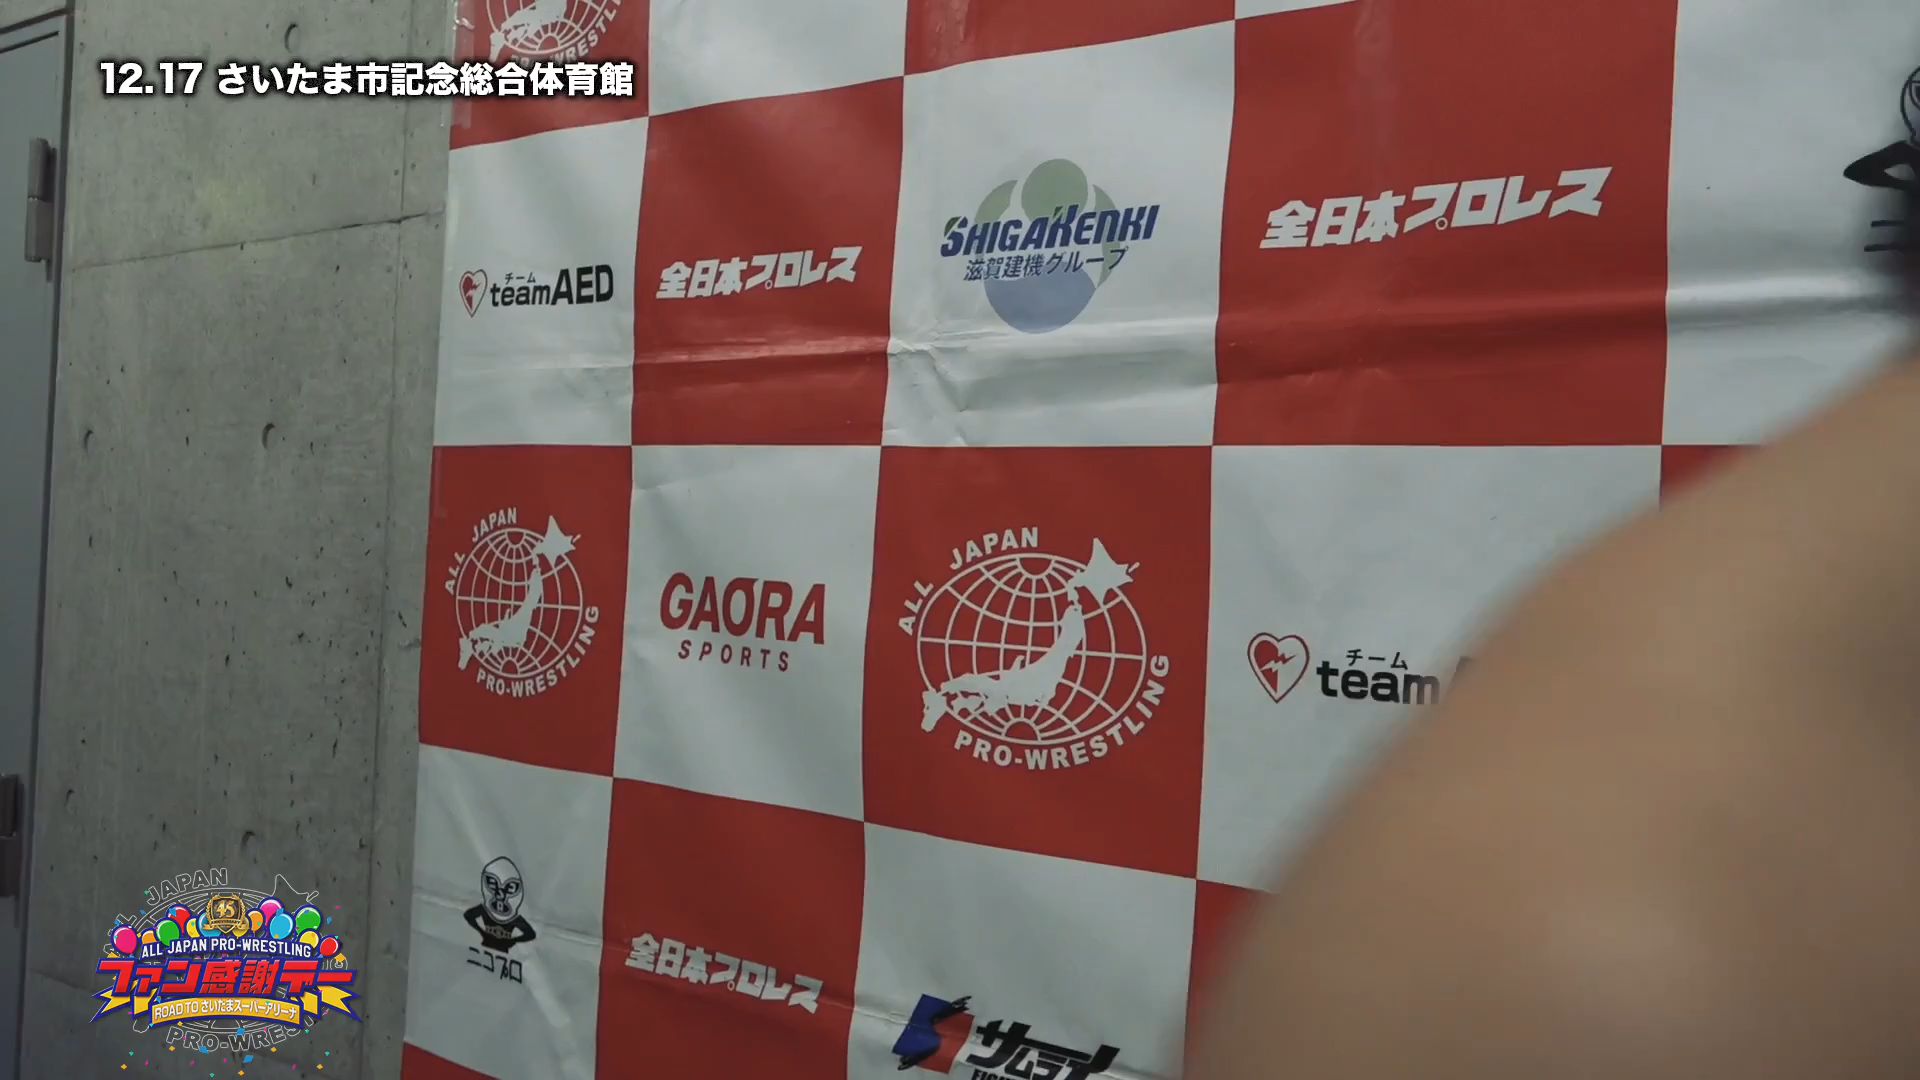 12.17 さいたま市記念総合体育館
PRO-WRESTLING
チーム
teamAED
全日本プロレス
SHIGAKENKI
滋賀建機グループ
全日本プロレス
ALL JAPAN
PRO-WRESTLING
GAORA
SPORTS
ALL JAPAN
PRO-WRESTLING
チーム
team
ニコプロ
全日本プロレス
サムライ
JAPAN
45
ANNIVERSARY
ALL JAPAN PRO-WRESTLING
ファン感謝デー
ROAD TO さいたまスーパーアリーナ